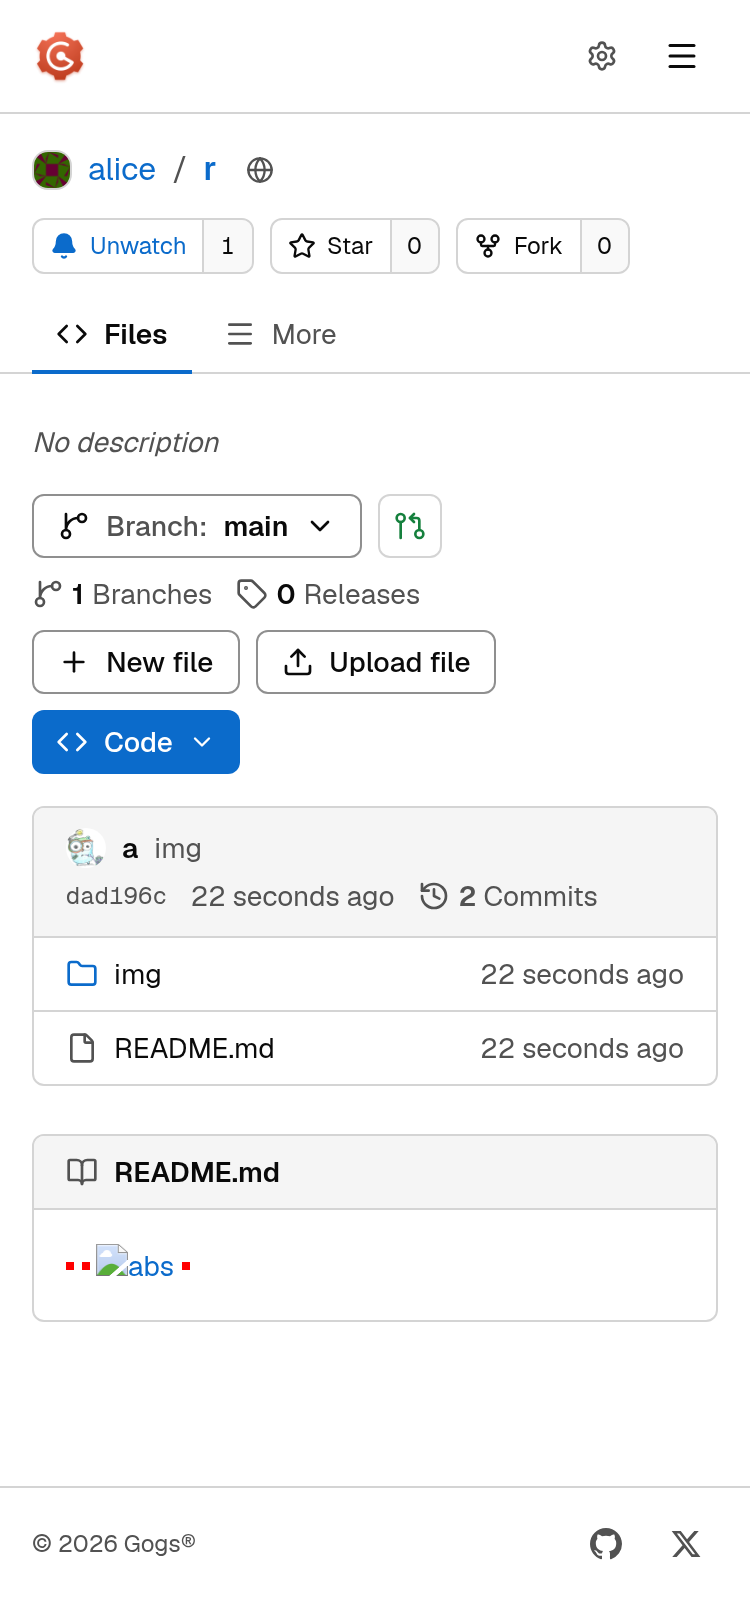 alice / r
Unwatch 1 Star 0 Fork 0
Files More
No description
Branch: main
1 Branches 0 Releases
New file Upload file
Code
a img
dad196c 22 seconds ago 2 Commits
img 22 seconds ago
README.md 22 seconds ago
README.md
abs
© 2026 Gogs®